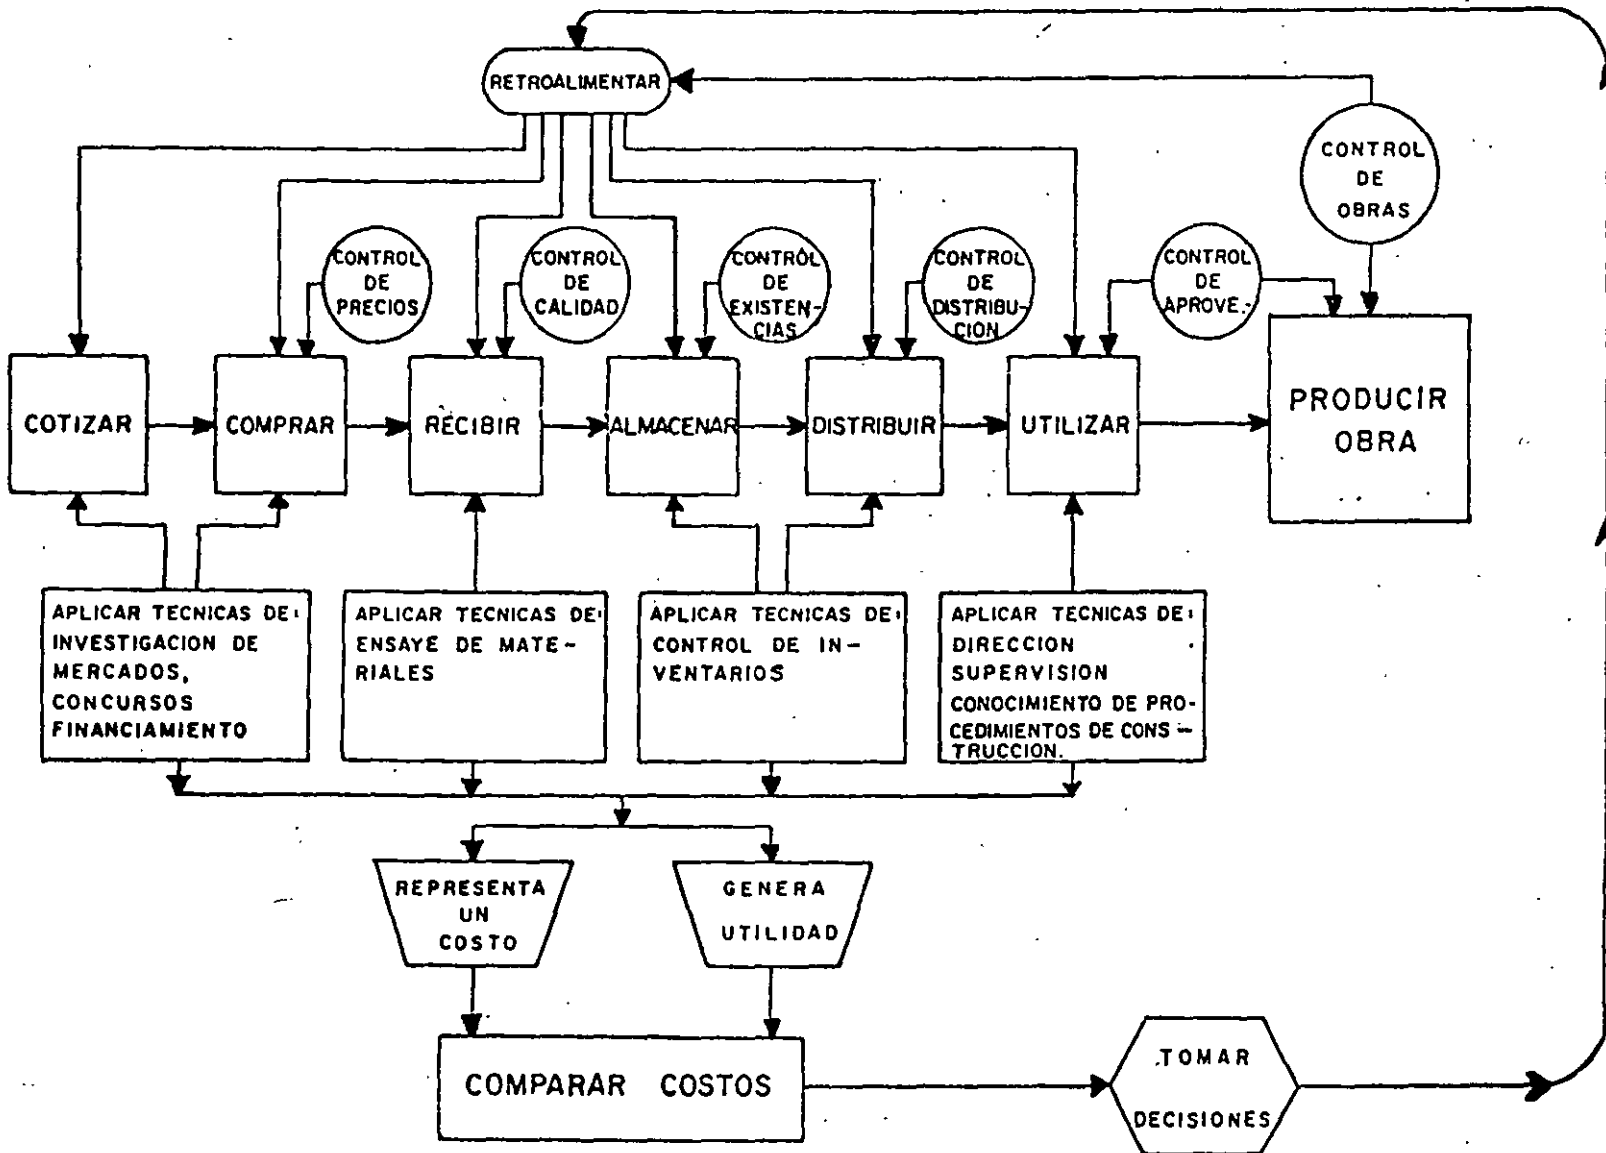 RETROALIMENTAR
CONTROL
DE
OBRAS
CONTROL
DE
PRECIOS
CONTROL
DE
CALIDAD
CONTROL
DE
EXISTEN-
CIAS
CONTROL
DE
DISTRIBU-
CION
CONTROL
DE
APROVE.-
COTIZAR
COMPRAR
RECIBIR
ALMACENAR
DISTRIBUIR
UTILIZAR
PRODUCIR
OBRA
APLICAR TECNICAS DE:
INVESTIGACION DE
MERCADOS,
CONCURSOS
FINANCIAMIENTO
APLICAR TECNICAS DE:
ENSAYE DE MATE-
RIALES
APLICAR TECNICAS DE:
CONTROL DE IN-
VENTARIOS
APLICAR TECNICAS DE:
DIRECCION
SUPERVISION
CONOCIMIENTO DE PRO-
CEDIMIENTOS DE CONS-
TRUCCION.
REPRESENTA
UN
COSTO
GENERA
UTILIDAD
COMPARAR COSTOS
TOMAR
DECISIONES